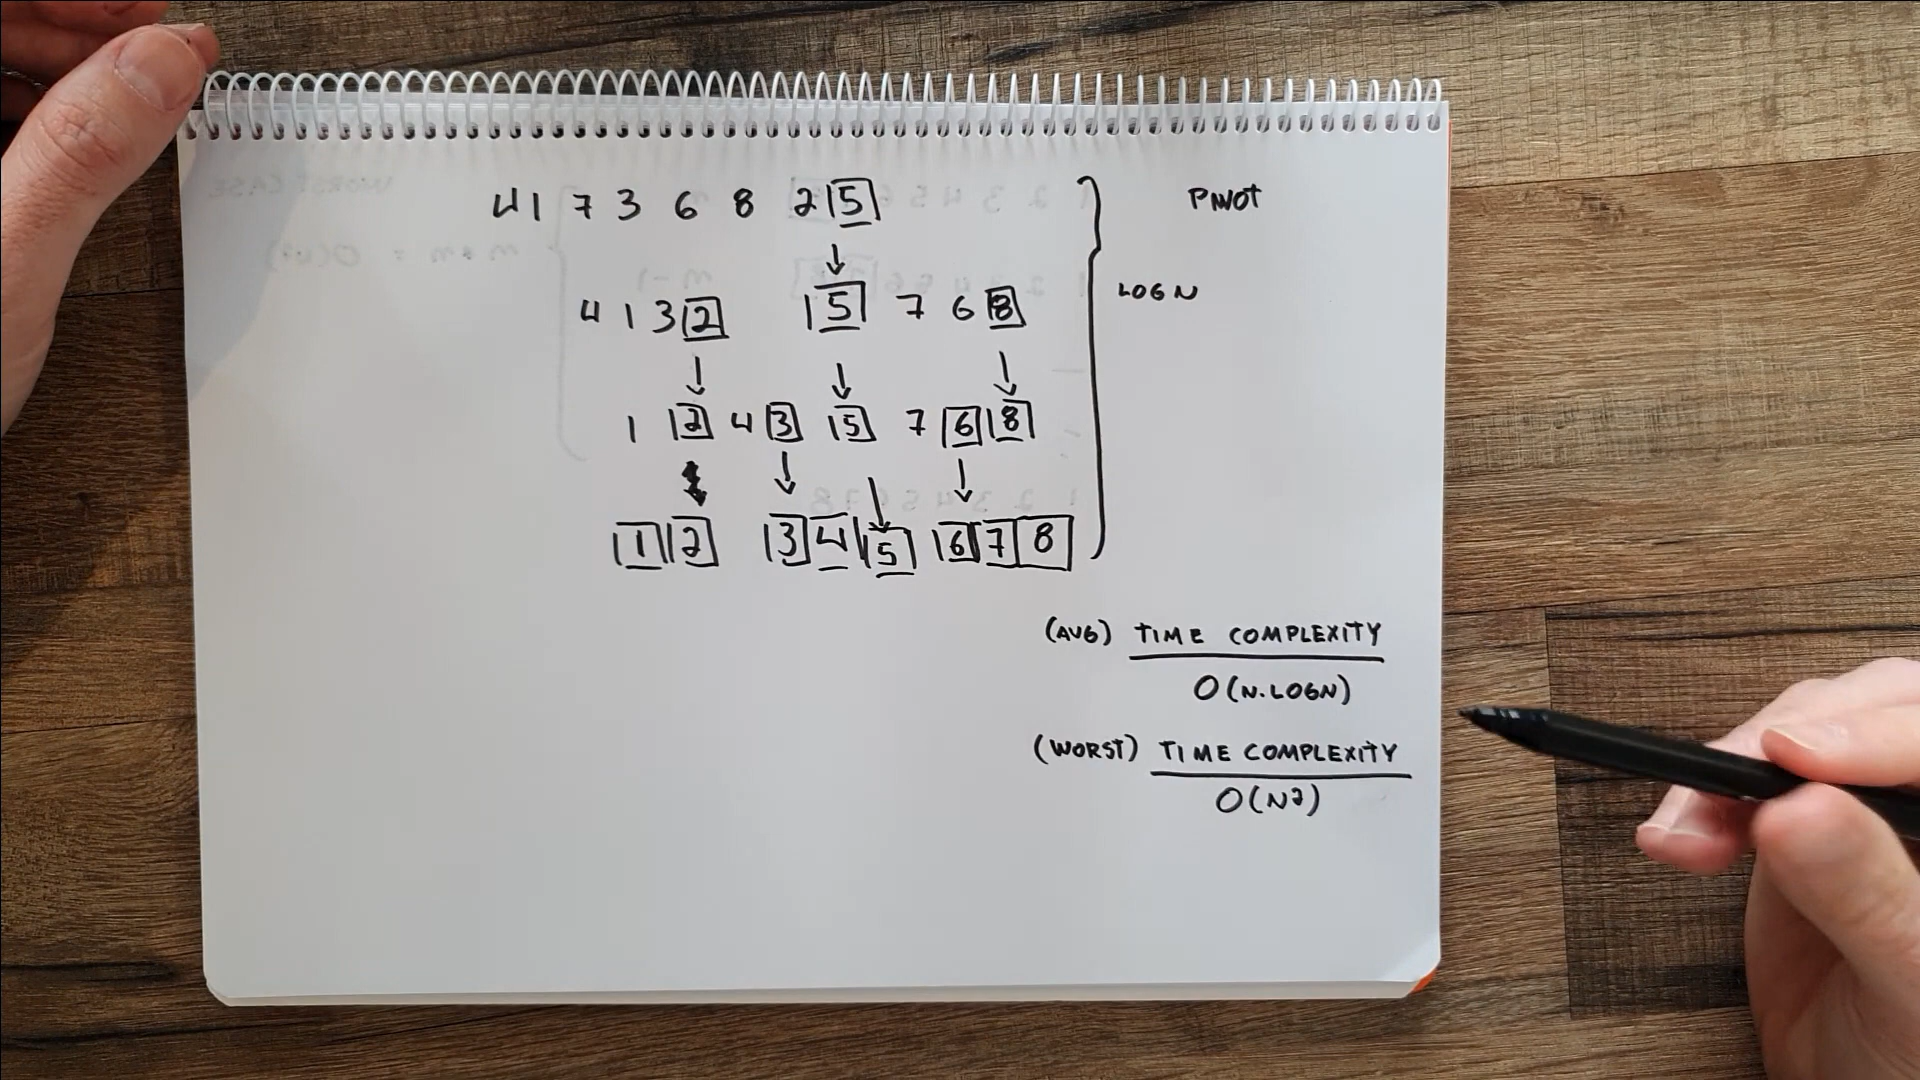 4 1 7 3 6 8 2 5
PIVOT
4 1 3 2 5 7 6 8
LOG N
1 2 4 3 5 7 6 8
1 2 3 4 5 6 7 8
(AVG) TIME COMPLEXITY
O(N.LOGN)
(WORST) TIME COMPLEXITY
O(N2)